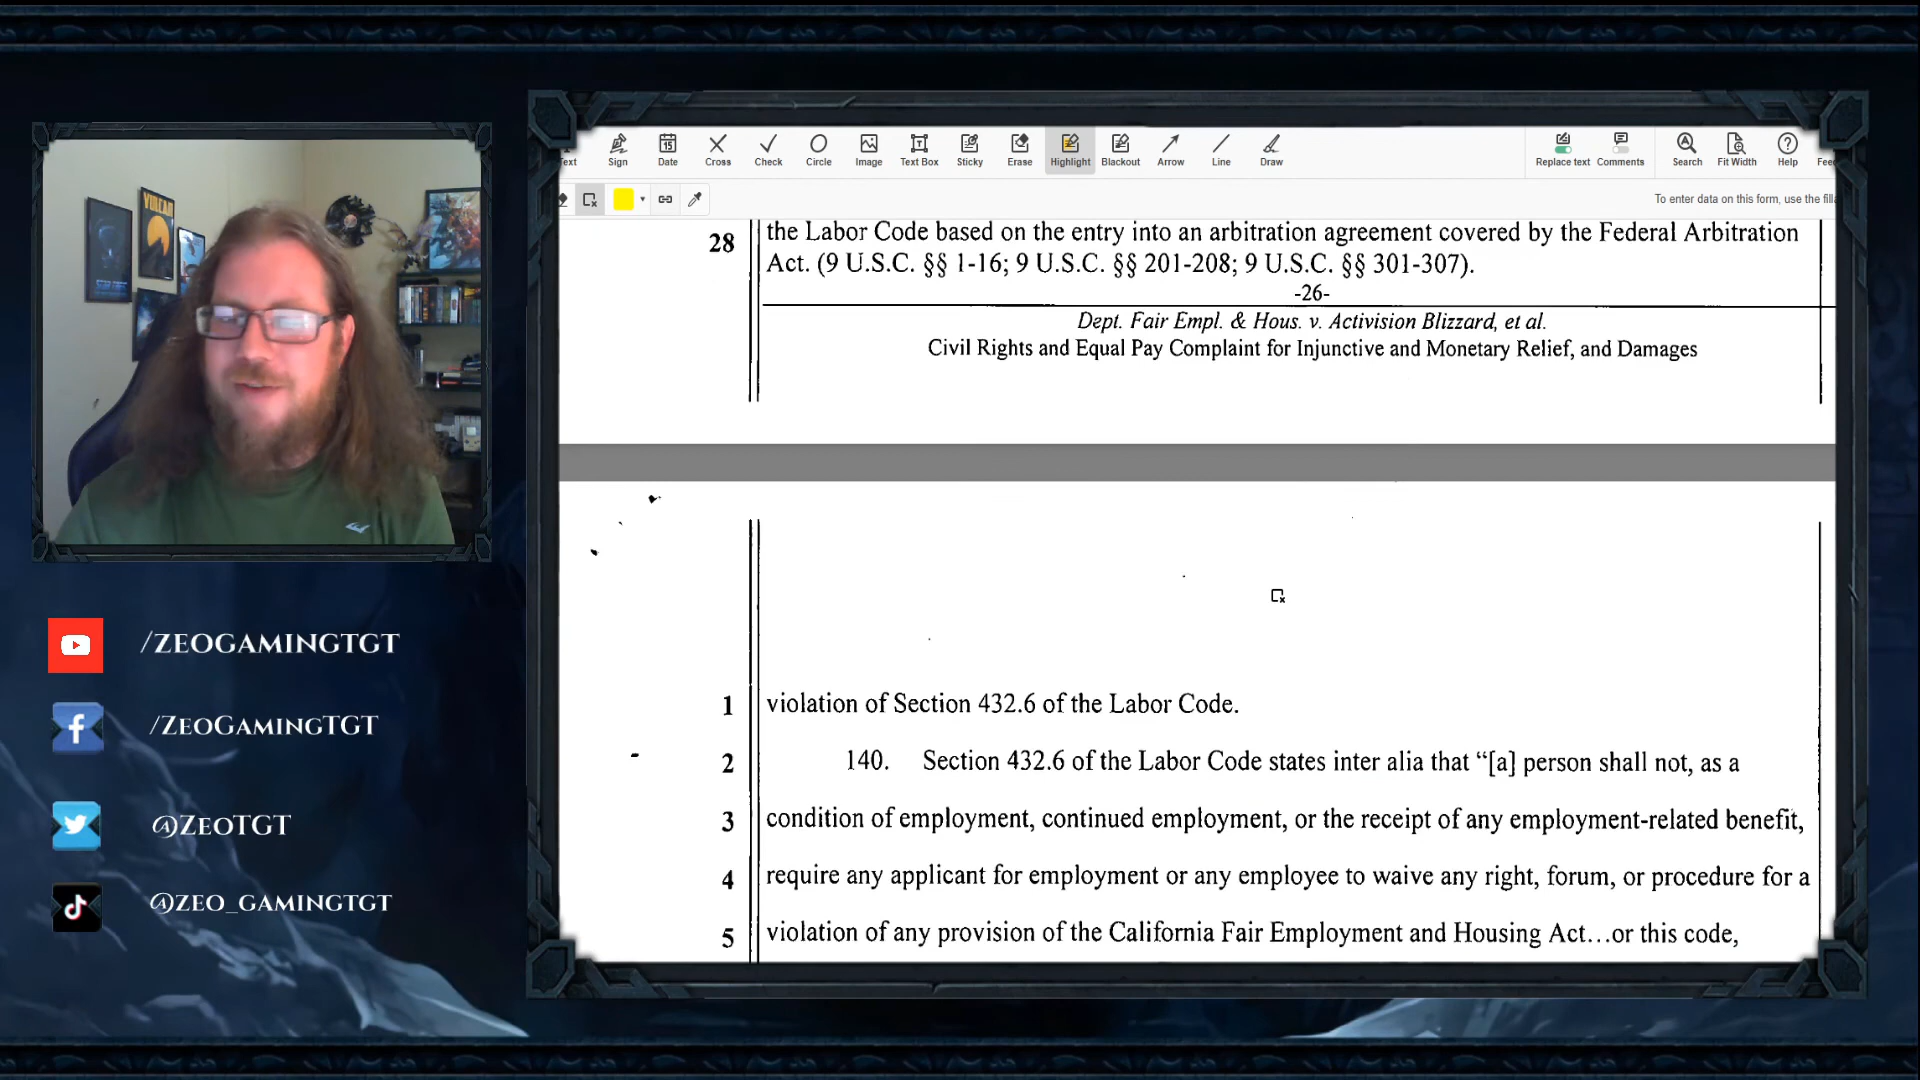 ext
Sign
Date
Cross
Check
Circle
Image
Text Box
Sticky
Erase
Highlight
Blackout
Arrow
Line
Draw
Replace text
Comments
Search
Fit Width
Help
Feed
15
To enter data on this form, use the filla
28
the Labor Code based on the entry into an arbitration agreement covered by the Federal Arbitration
Act. (9 U.S.C. §§ 1-16; 9 U.S.C. §§ 201-208; 9 U.S.C. §§ 301-307).
-26-
Dept. Fair Empl. & Hous. v. Activision Blizzard, et al.
Civil Rights and Equal Pay Complaint for Injunctive and Monetary Relief, and Damages
1 violation of Section 432.6 of the Labor Code.
2 140. Section 432.6 of the Labor Code states inter alia that “[a] person shall not, as a
3 condition of employment, continued employment, or the receipt of any employment-related benefit,
4 require any applicant for employment or any employee to waive any right, forum, or procedure for a
5 violation of any provision of the California Fair Employment and Housing Act…or this code,
VULCAN
/ZEOGAMINGTGT
/ZEOGAMINGTGT
@ZEOTGT
@ZEO_GAMINGTGT